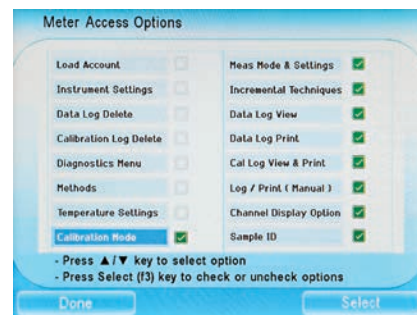 Meter Access Options
Load Account
Instrument Settings
Data Log Delete
Calibration Log Delete
Diagnostics Menu
Methods
Temperature Settings
Calibration Mode
Meas Mode & Settings
Incremental Techniques
Data Log View
Data Log Print
Cal Log View & Print
Log / Print ( Manual )
Channel Display Option
Sample ID
- Press ▲/▼ key to select option
- Press Select (f3) key to check or uncheck options
Done
Select